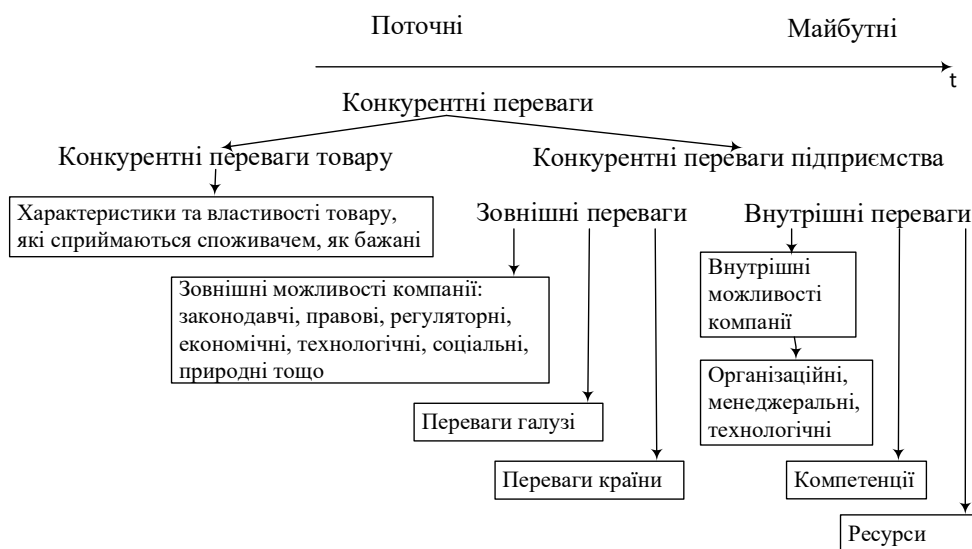 Поточні
Майбутні
t
Конкурентні переваги
Конкурентні переваги товару
Конкурентні переваги підприємства
Характеристики та властивості товару,
які сприймаються споживачем, як бажані
Зовнішні переваги
Внутрішні переваги
Зовнішні можливості компанії:
законодавчі, правові, регуляторні,
економічні, технологічні, соціальні,
природні тощо
Внутрішні
можливості
компанії
Організаційні,
менеджеральні,
технологічні
Переваги галузі
Переваги країни
Компетенції
Ресурси